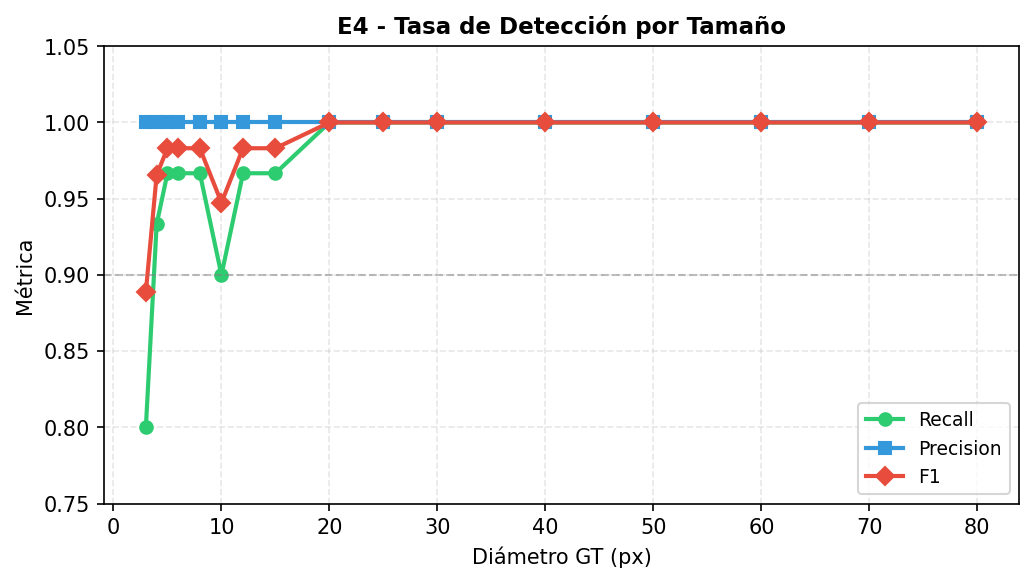 E4 - Tasa de Detección por Tamaño
Métrica
1.05
1.00
0.95
0.90
0.85
0.80
0.75
0 10 20 30 40 50 60 70 80
Diámetro GT (px)
Recall
Precision
F1